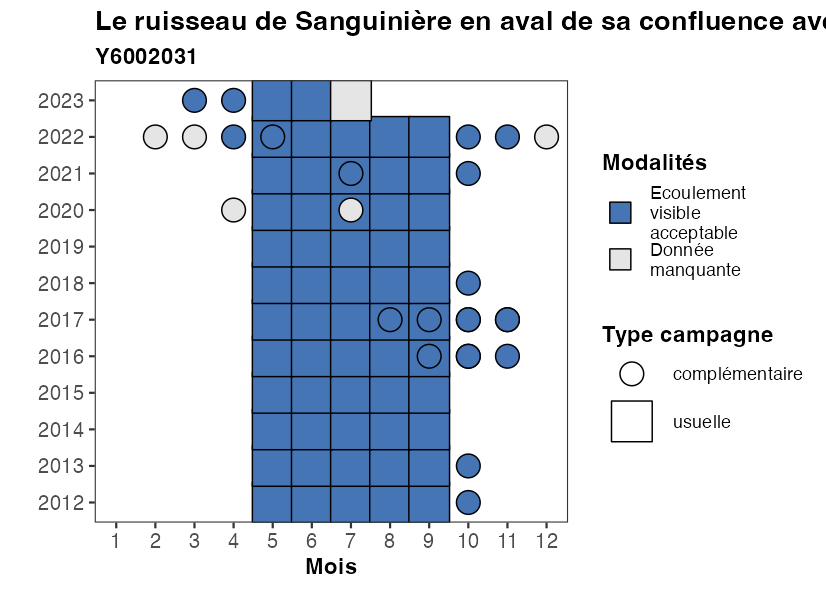 Le ruisseau de Sanguinière en aval de sa confluence
Y6002031
2023
2022
2021
2020
2019
2018
2017
2016
2015
2014
2013
2012
1 2 3 4 5 6 7 8 9 10 11 12
Mois
Modalités
Ecoulement
visible
acceptable
Donnée
manquante
Type campagne
complémentaire
usuelle